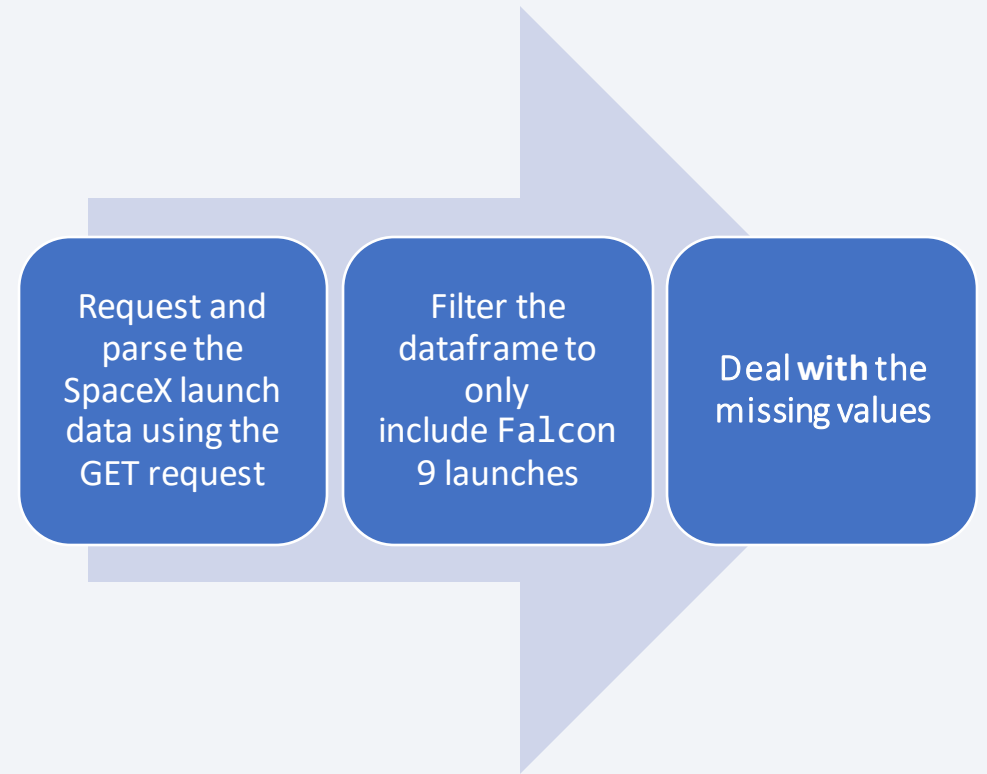 Request and
parse the
SpaceX launch
data using the
GET request
Filter the
dataframe to
only
include Falcon
9 launches
Deal with the
missing values